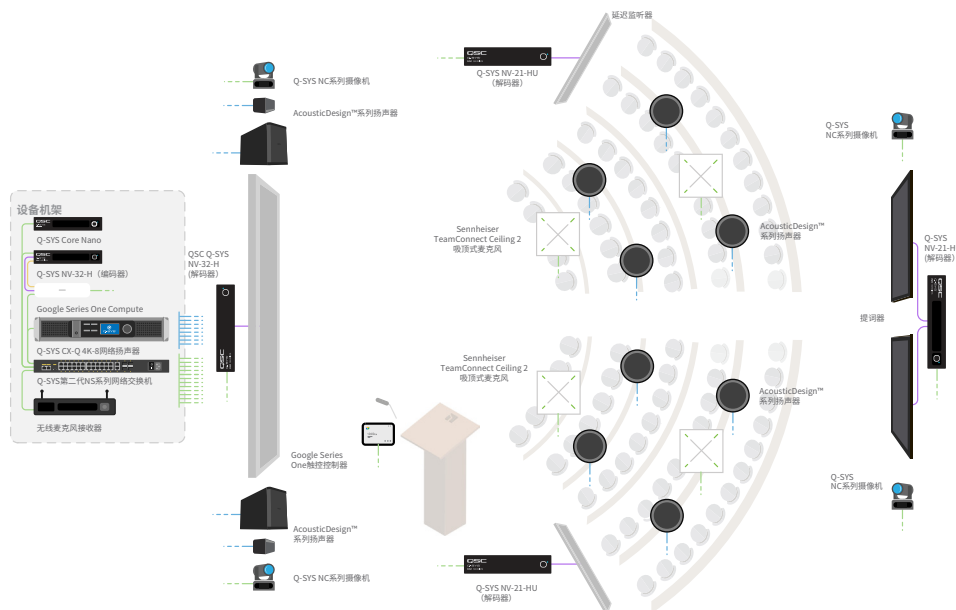 延迟监听器
QSC
Q-SYS NV-21-HU
（解码器）
Q-SYS NC系列摄像机
AcousticDesign™系列扬声器
Q-SYS
NC系列摄像机
设备机架
QSC
Q-SYS Core Nano
QSC
Q-SYS NV-32-H（编码器）
Google Series One Compute
Q-SYS CX-Q 4K-8网络扬声器
Q-SYS第二代NS系列网络交换机
无线麦克风接收器
QSC Q-SYS
NV-32-H
(解码器)
QSC
Sennheiser
TeamConnect Ceiling 2
吸顶式麦克风
AcousticDesign™
系列扬声器
Q-SYS
NV-21-H
(解码器)
QSC
提词器
Sennheiser
TeamConnect Ceiling 2
吸顶式麦克风
AcousticDesign™
系列扬声器
Google Series
One触控控制器
Q-SYS
NC系列摄像机
AcousticDesign™
系列扬声器
Q-SYS NC系列摄像机
QSC
Q-SYS NV-21-HU
（解码器）